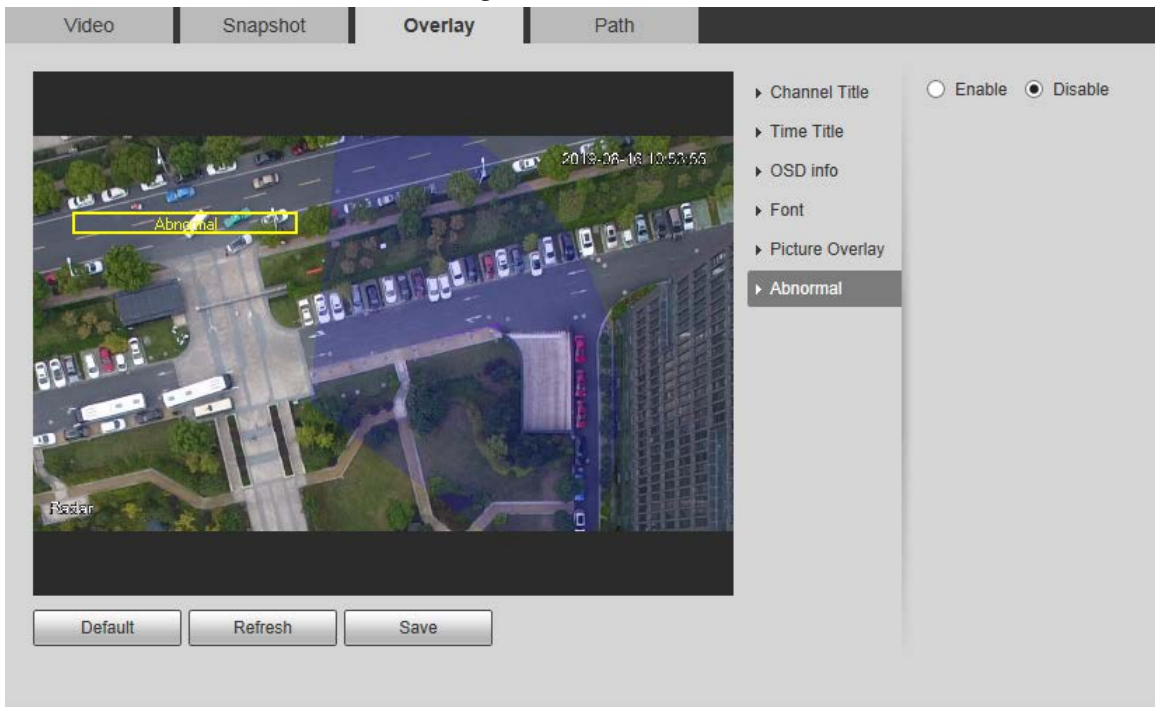 Video Snapshot Overlay Path
Channel Title
Enable Disable
Time Title
2019-08-16 10:53:55
OSD info
Font
Abnormal
Picture Overlay
Abnormal
Radar
Default Refresh Save